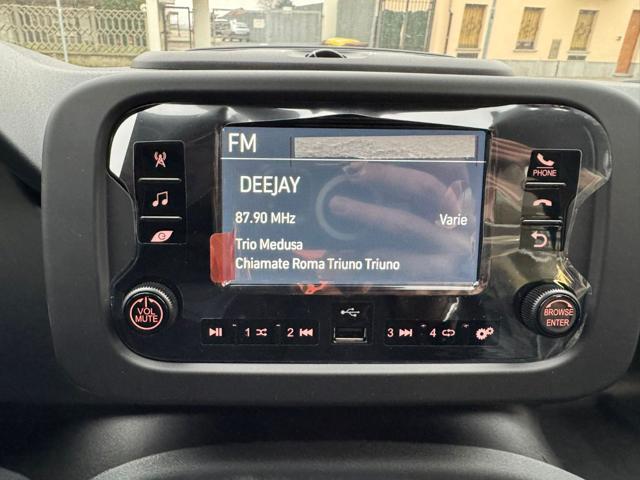 FM
DEEJAY
87.90 MHz Varie
Trio Medusa
Chiamate Roma Triuno Triuno
PHONE
VOL
MUTE
1 2 3 4
BROWSE
ENTER